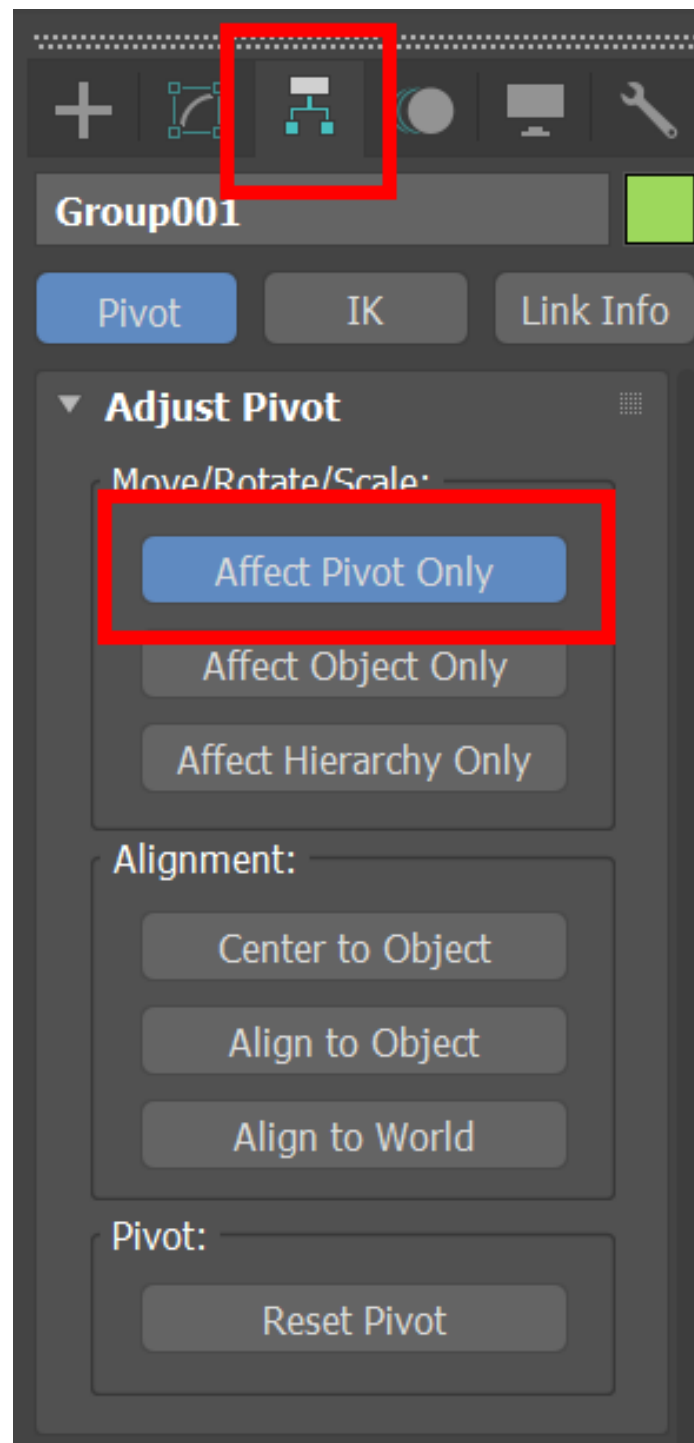 Group001
Pivot IK Link Info
Adjust Pivot
Move/Rotate/Scale:
Affect Pivot Only
Affect Object Only
Affect Hierarchy Only
Alignment:
Center to Object
Align to Object
Align to World
Pivot:
Reset Pivot